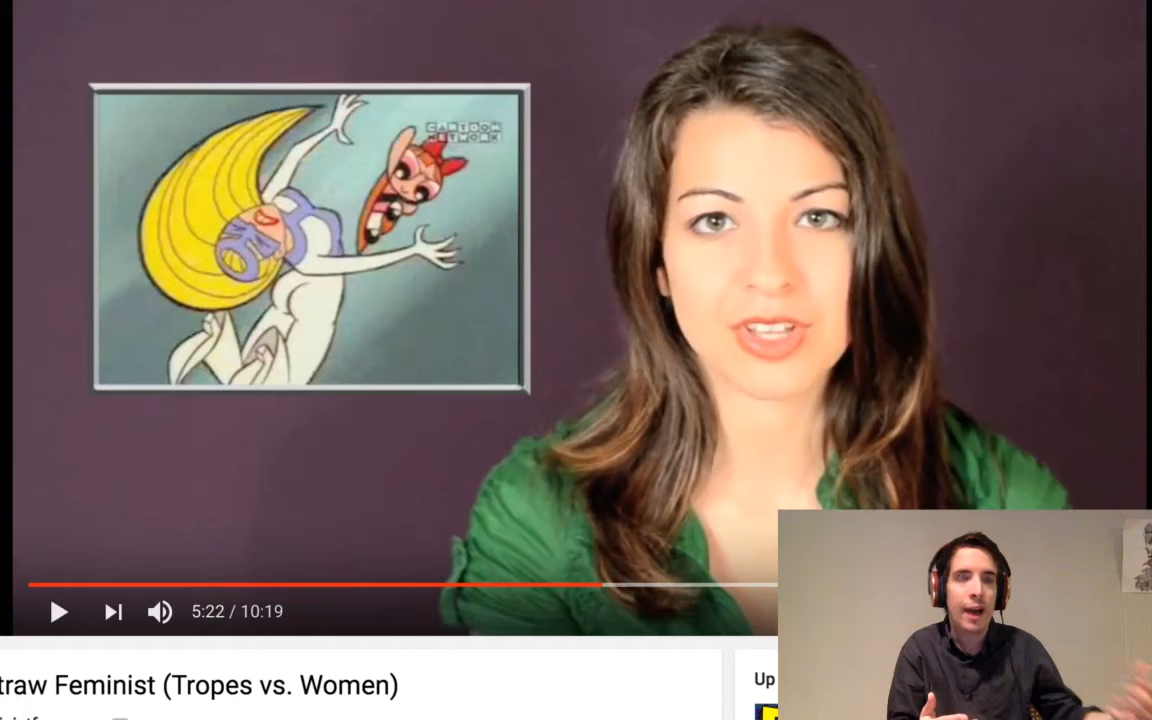 CARTOON
NETWORK
5:22 / 10:19
traw Feminist (Tropes vs. Women)
Up